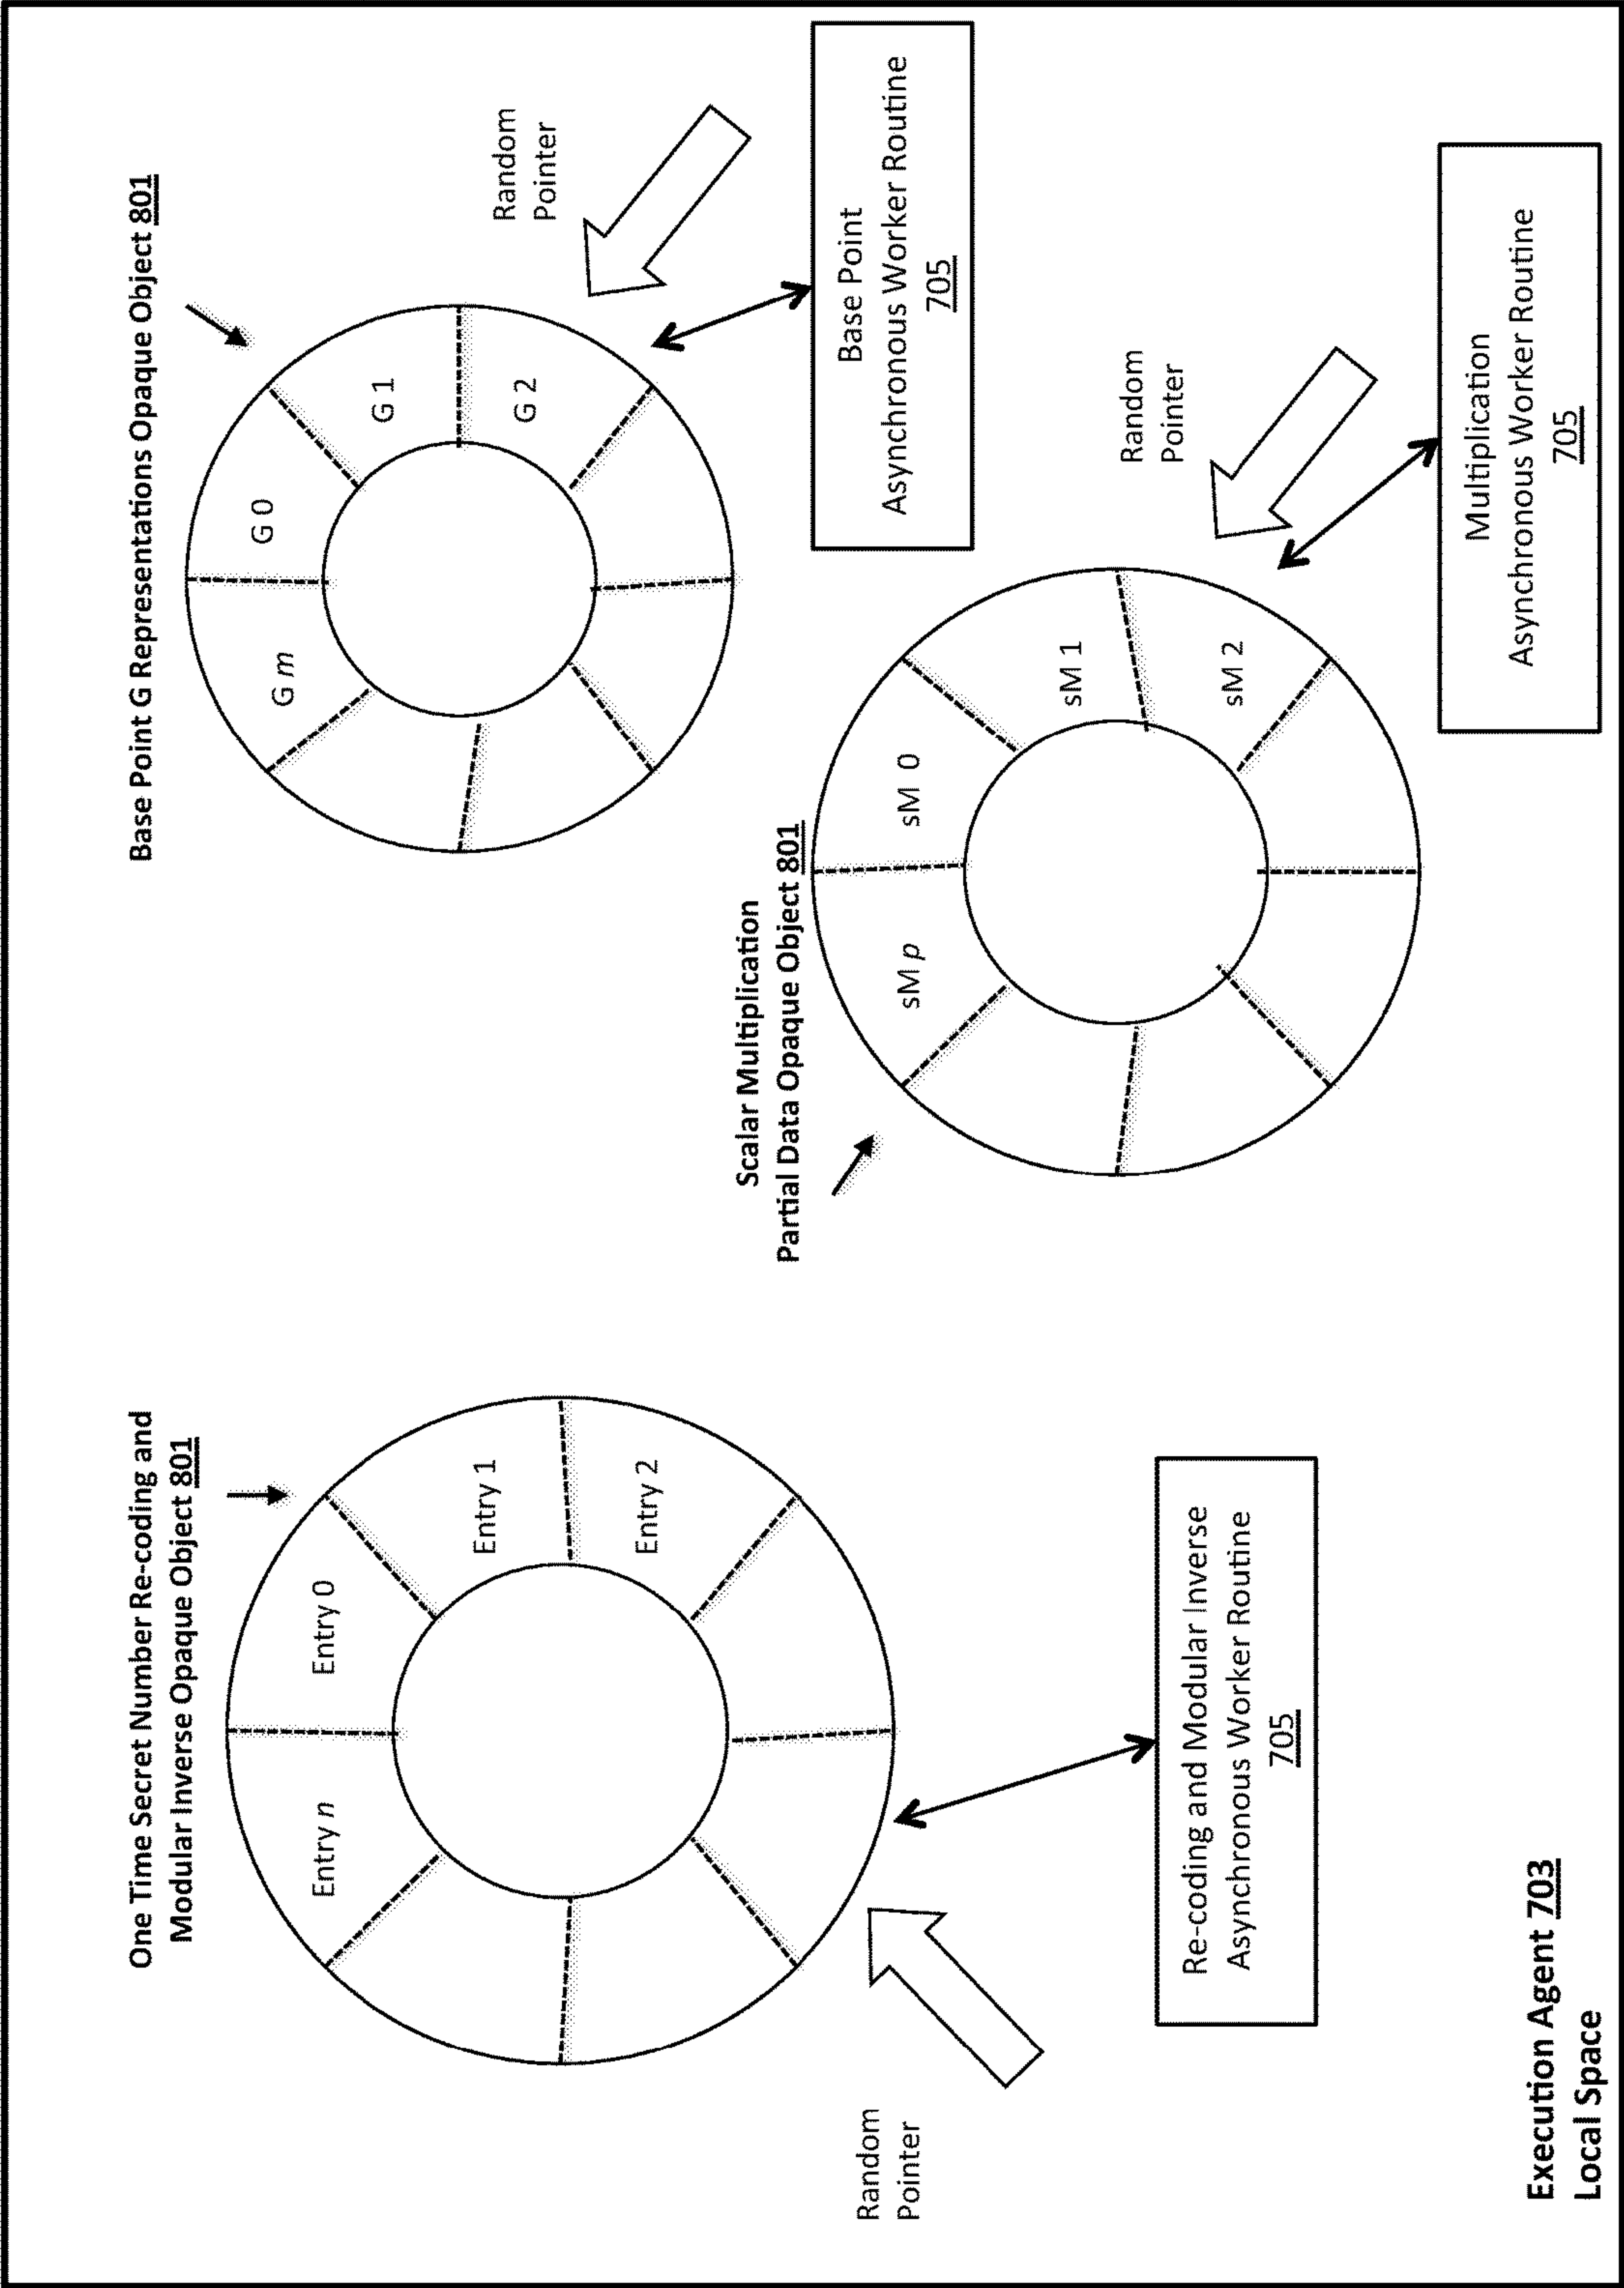 One Time Secret Number Re-coding and
Modular Inverse Opaque Object 801
Entry n
Entry 0
Entry 1
Entry 2
Random
Pointer
Re-coding and Modular Inverse
Asynchronous Worker Routine
705
Base Point G Representations Opaque Object 801
G m
G 0
G 1
G 2
Random
Pointer
Base Point
Asynchronous Worker Routine
705
Scalar Multiplication
Partial Data Opaque Object 801
sM p
sM 0
sM 1
sM 2
Random
Pointer
Multiplication
Asynchronous Worker Routine
705
Execution Agent 703
Local Space